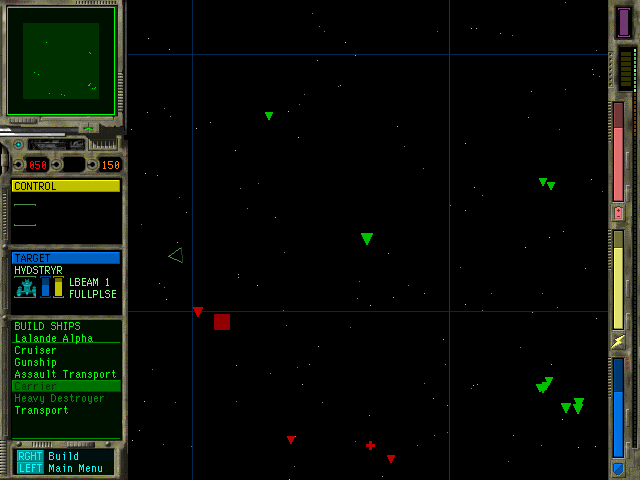 050 150
CONTROL
TARGET
HVDSTRYR
LBEAM 1
FULLPLSE
BUILD SHIPS
Lalande Alpha
Cruiser
Gunship
Assault Transport
Carrier
Heavy Destroyer
Transport
RGHT Build
LEFT Main Menu